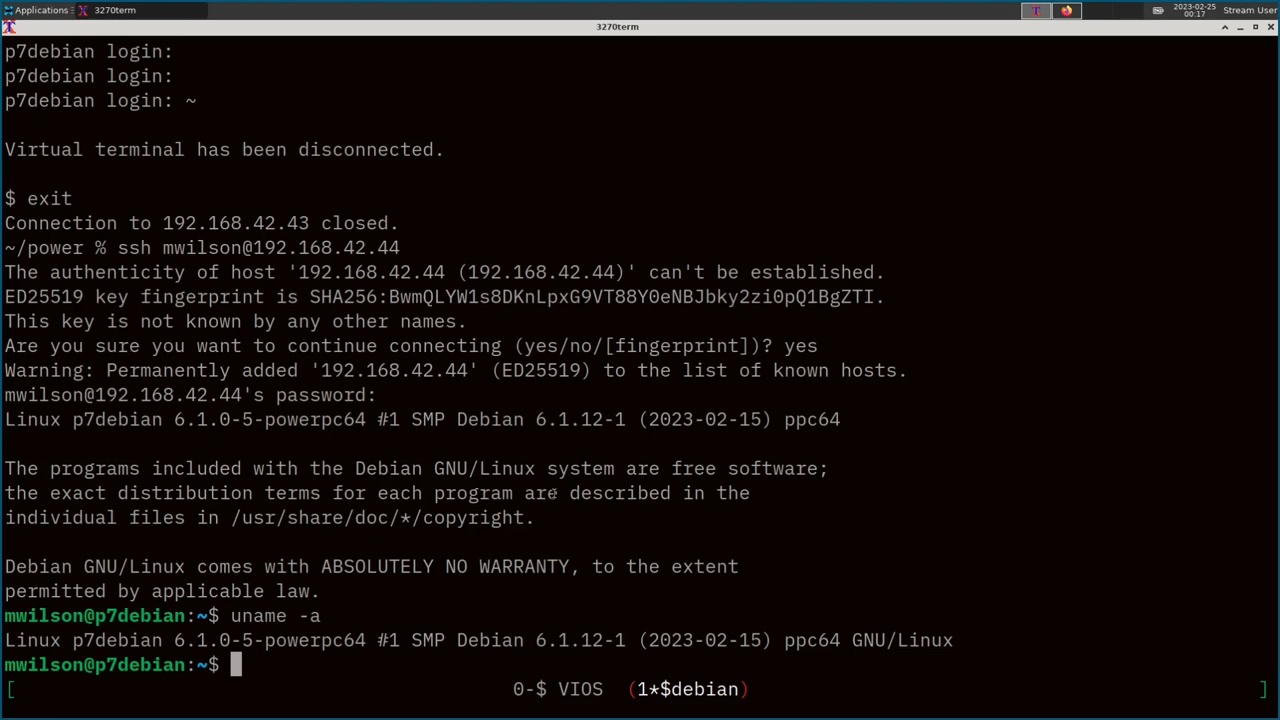 Applications 3270term 2023-02-25 00:17 Stream User
3270term
p7debian login:
p7debian login:
p7debian login: ~
Virtual terminal has been disconnected.
$ exit
Connection to 192.168.42.43 closed.
~/power % ssh mwilson@192.168.42.44
The authenticity of host '192.168.42.44 (192.168.42.44)' can't be established.
ED25519 key fingerprint is SHA256:BwmQLYW1s8DKnLpxG9VT88Y0eNBJbky2zi0pQ1BgZTI.
This key is not known by any other names.
Are you sure you want to continue connecting (yes/no/[fingerprint])? yes
Warning: Permanently added '192.168.42.44' (ED25519) to the list of known hosts.
mwilson@192.168.42.44's password:
Linux p7debian 6.1.0-5-powerpc64 #1 SMP Debian 6.1.12-1 (2023-02-15) ppc64
The programs included with the Debian GNU/Linux system are free software;
the exact distribution terms for each program are described in the
individual files in /usr/share/doc/*/copyright.
Debian GNU/Linux comes with ABSOLUTELY NO WARRANTY, to the extent
permitted by applicable law.
mwilson@p7debian:~$ uname -a
Linux p7debian 6.1.0-5-powerpc64 #1 SMP Debian 6.1.12-1 (2023-02-15) ppc64 GNU/Linux
mwilson@p7debian:~$
[ 0-$ VIOS (1*$debian) ]